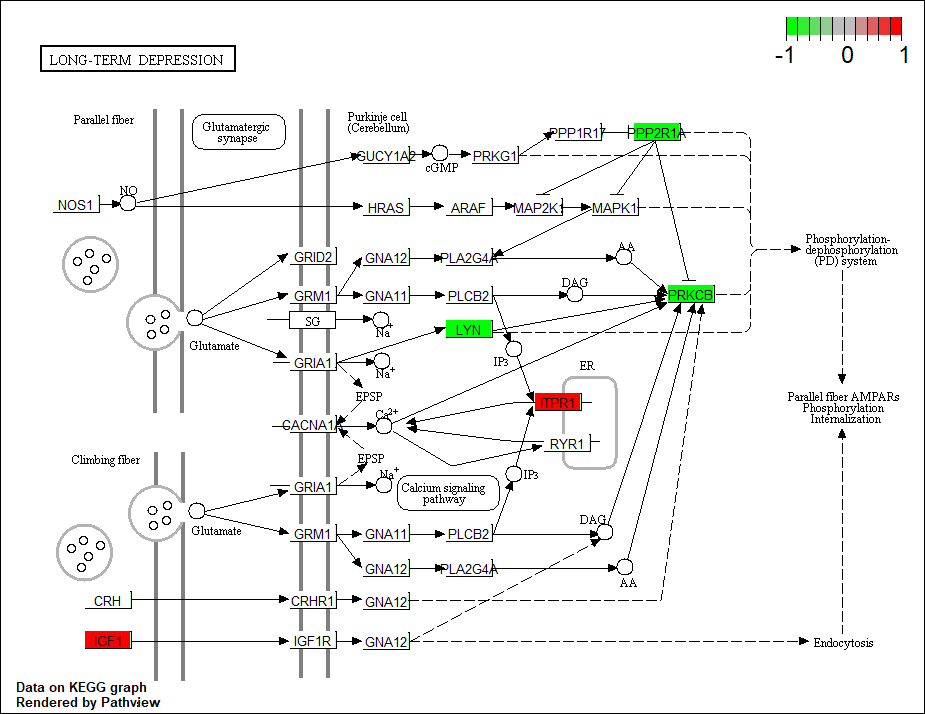 LONG-TERM DEPRESSION
-1 0 1
Parallel fiber
Glutamatergic
synapse
Purkinje cell
(Cerebellum)
PPP1R17
PPP2R1A
GUCY1A2
cGMP
PRKG1
NOS1
NO
HRAS
ARAF
MAP2K1
MAPK1
GRID2
GNA12
PLA2G4A
AA
Phosphorylation-
dephosphorylation
(PD) system
GRM1
GNA11
PLCB2
DAG
PRKCB
SG
Na+
LYN
Glutamate
GRIA1
Na+
IP3
ER
EPSP
ITPR1
Parallel fiber AMPARs
Phosphorylation
Internalization
CACNA1A
Ca2+
RYR1
Climbing fiber
EPSP
Na+
IP3
GRIA1
Calcium signaling
pathway
Glutamate
GRM1
GNA11
PLCB2
DAG
GNA12
PLA2G4A
AA
CRH
CRHR1
GNA12
IGF1
IGF1R
GNA12
Endocytosis
Data on KEGG graph
Rendered by Pathview